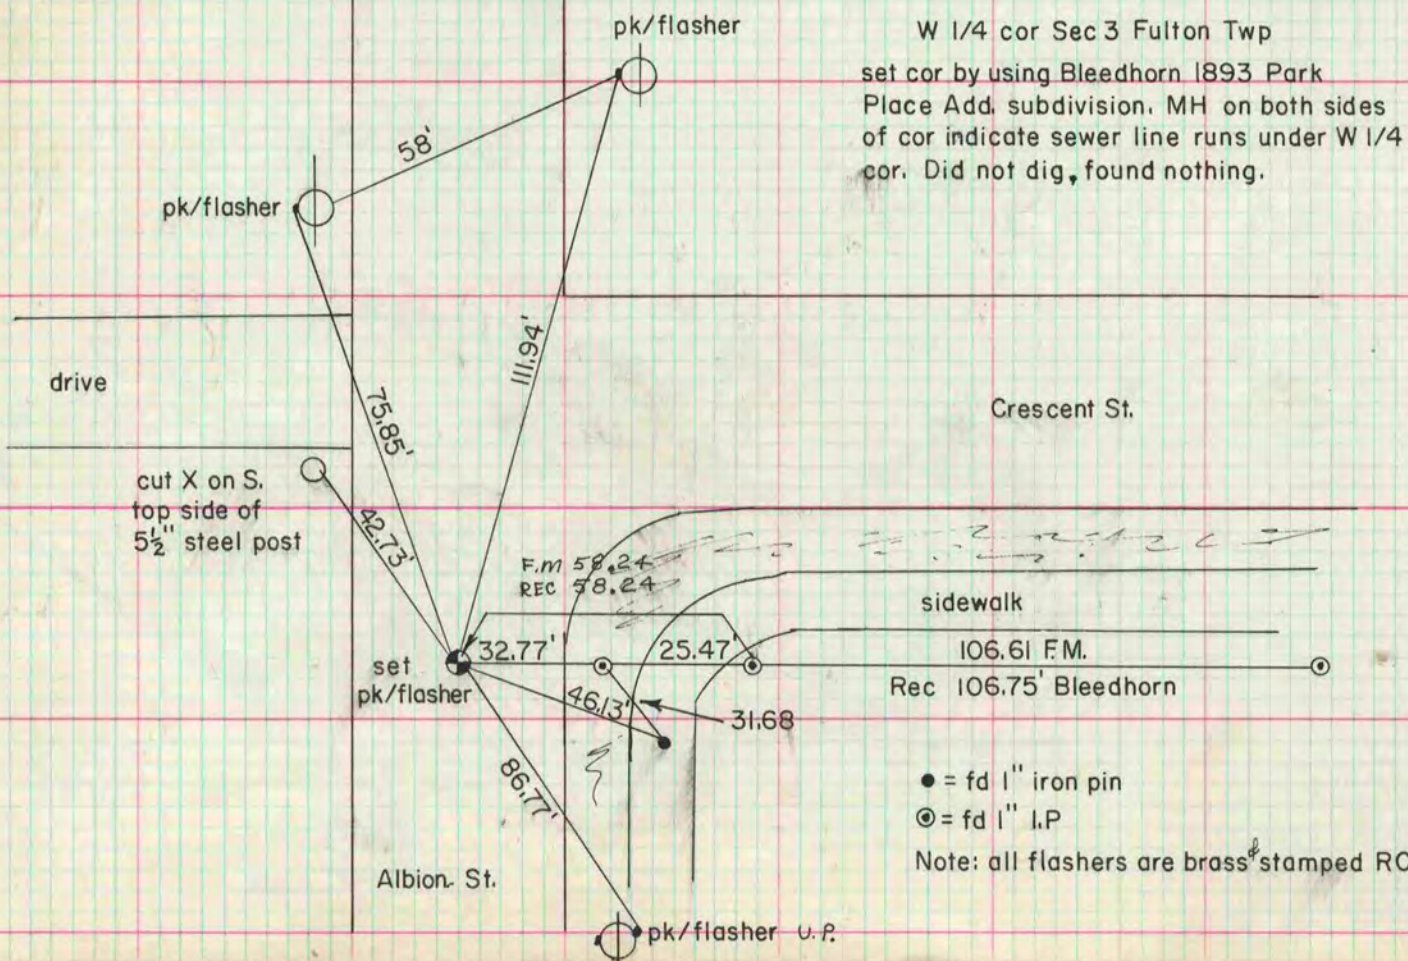 pk/flasher
W 1/4 cor Sec 3 Fulton Twp
set cor by using Bleedhorn 1893 Park
Place Add. subdivision. MH on both sides
of cor indicate sewer line runs under W 1/4
cor. Did not dig, found nothing.
58'
pk/flasher
111.94'
drive
75.85'
Crescent St.
cut X on S.
top side of
5½" steel post
42.73'
F.M 58.24
REC 58.24
sidewalk
32.77'
25.47'
106.61 F.M.
Rec 106.75' Bleedhorn
set
pk/flasher
46.13'
31.68
86.77'
● = fd 1" iron pin
◉ = fd 1" I.P
Note: all flashers are brass & stamped RC
Albion St.
pk/flasher U.P.